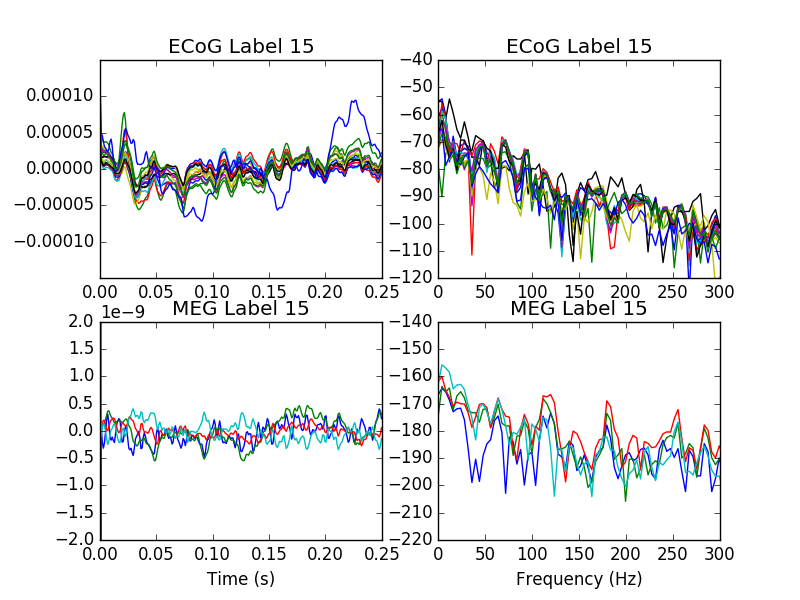 ECoG Label 15
0.00010
0.00005
0.00000
−0.00005
−0.00010
0.00 0.05 0.10 0.15 0.20 0.25
ECoG Label 15
−40
−50
−60
−70
−80
−90
−100
−110
−120
0 50 100 150 200 250 300
MEG Label 15
1e−9
2.0
1.5
1.0
0.5
0.0
−0.5
−1.0
−1.5
−2.0
0.00 0.05 0.10 0.15 0.20 0.25
Time (s)
MEG Label 15
−140
−150
−160
−170
−180
−190
−200
−210
−220
0 50 100 150 200 250 300
Frequency (Hz)